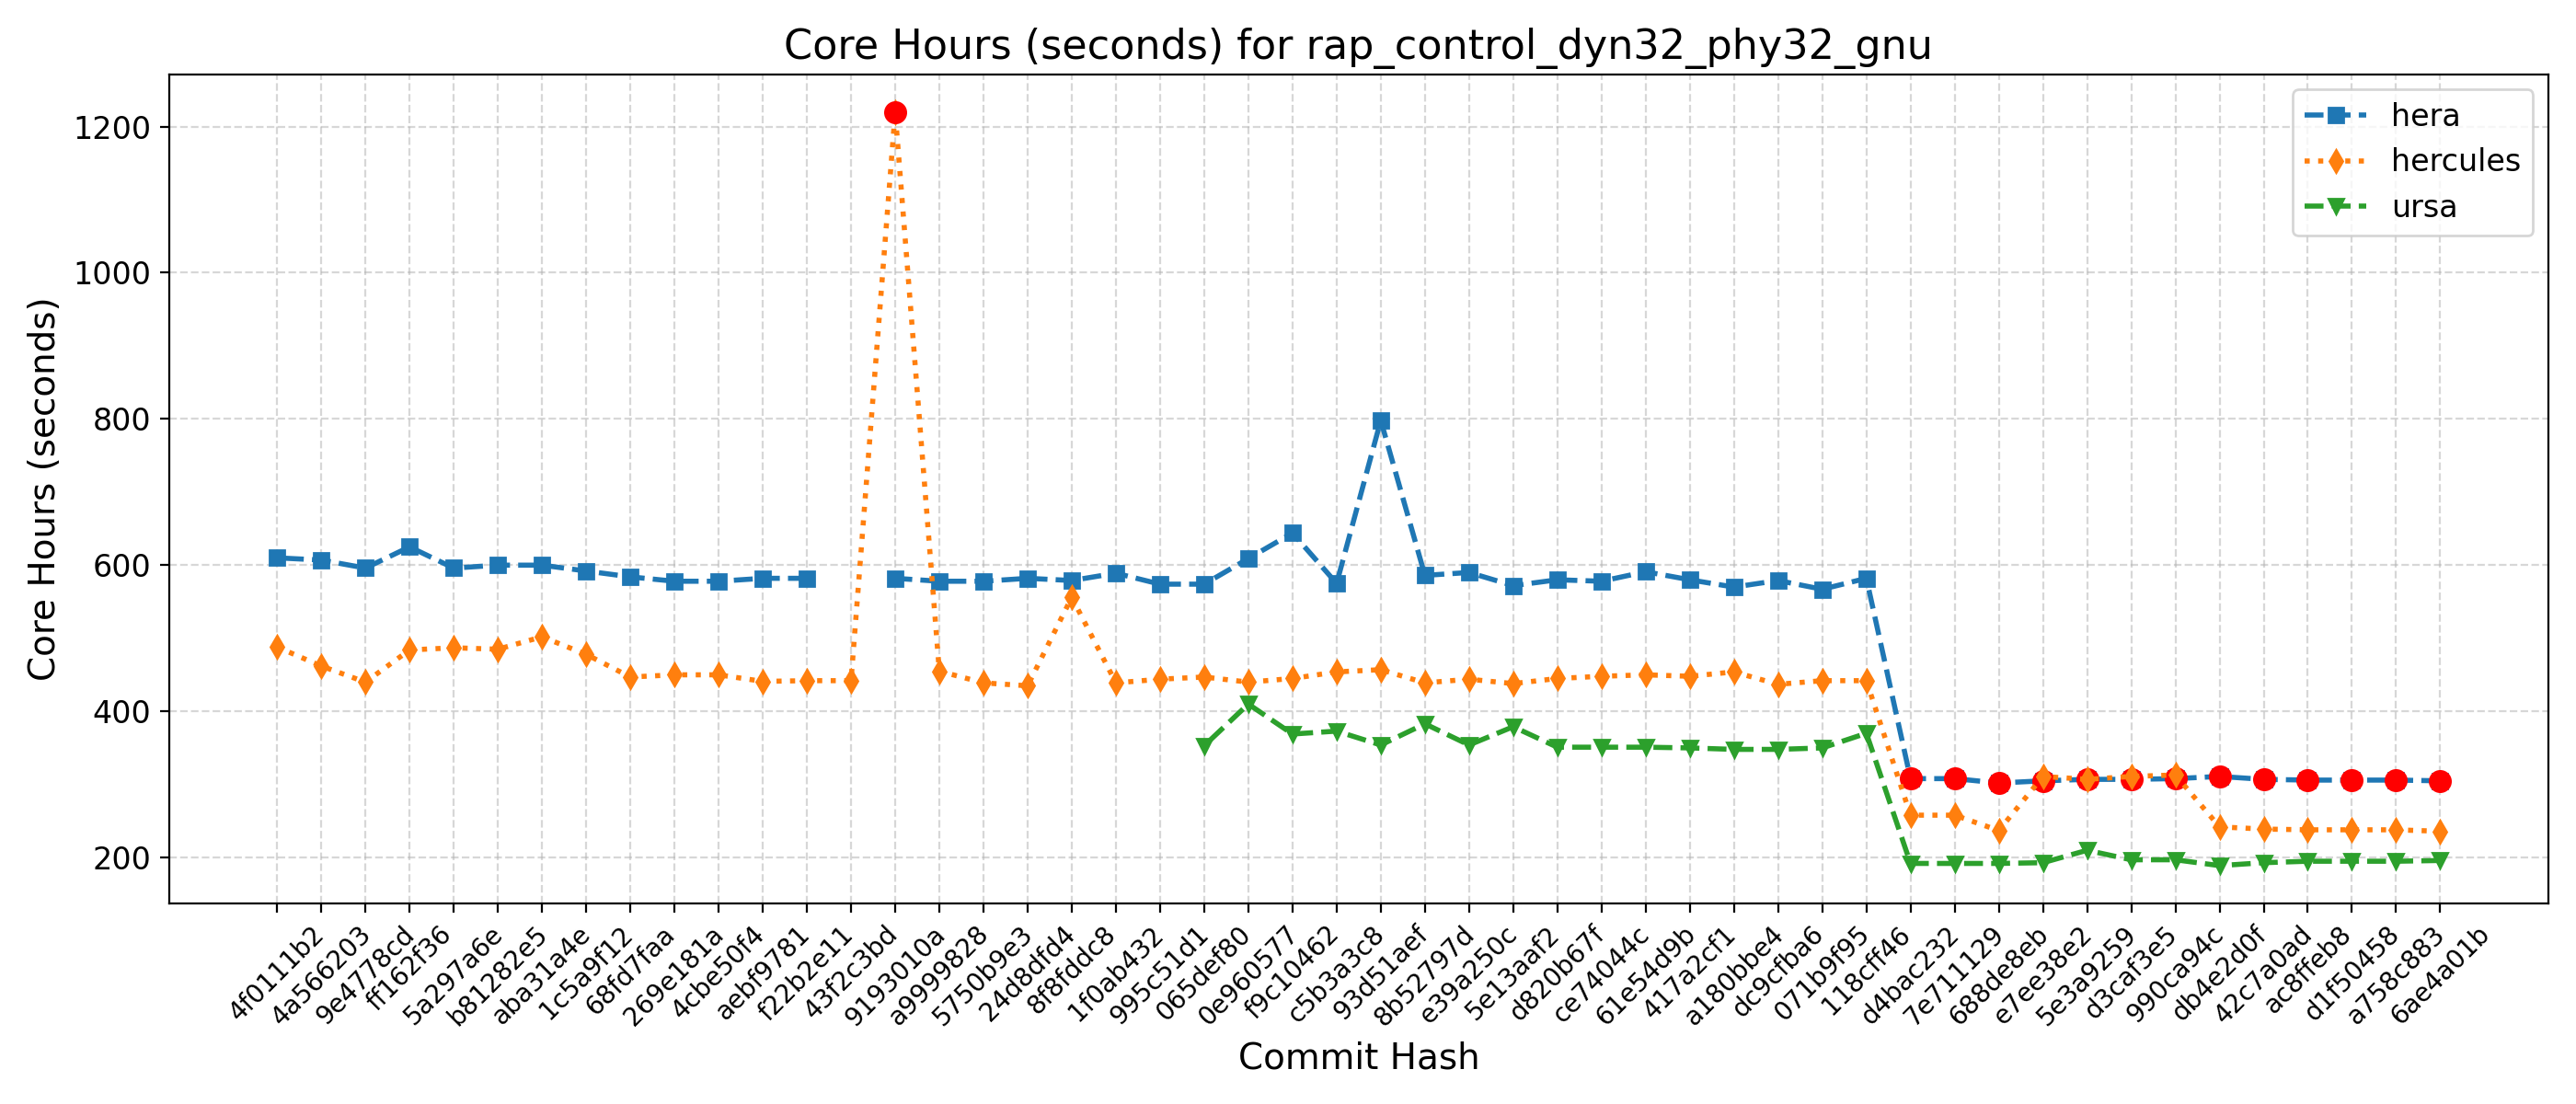 Core Hours (seconds) for rap_control_dyn32_phy32_gnu
Core Hours (seconds)
1200
1000
800
600
400
200
hera
hercules
ursa
4f0111b2
4a566203
9e4778cd
ff162f36
5a297a6e
b81282e5
aba31a4e
1c5a9f12
68fd7faa
269e181a
4cbe50f4
aebf9781
f22b2e11
43f2c3bd
9193010a
a9999828
5750b9e3
24d8dfd4
8f8fddc8
1f0ab432
995c51d1
065def80
0e960577
f9c10462
c5b3a3c8
93d51aef
8b52797d
e39a250c
5e13aaf2
d820b67f
ce74044c
61e54d9b
417a2cf1
a180bbe4
dc9cfba6
071b9f95
118cff46
d4bac232
7e711129
688de8eb
e7ee38e2
5e3a9259
d3caf3e5
990ca94c
db4e2d0f
42c7a0ad
ac8ffeb8
d1f50458
a758c883
6ae4a01b
Commit Hash